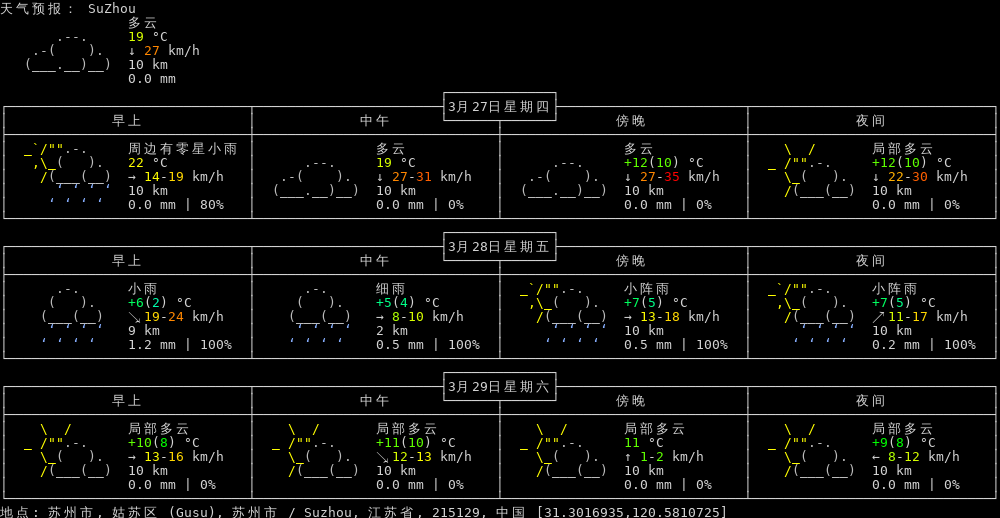 天气预报： SuZhou
多云
19 °C
↓ 27 km/h
10 km
0.0 mm
3月27日星期四
早上 中午 傍晚 夜间
周边有零星小雨 多云 多云 局部多云
22 °C 19 °C +12(10) °C +12(10) °C
→ 14-19 km/h ↓ 27-31 km/h ↓ 27-35 km/h ↓ 22-30 km/h
10 km 10 km 10 km 10 km
0.0 mm | 80% 0.0 mm | 0% 0.0 mm | 0% 0.0 mm | 0%
3月28日星期五
早上 中午 傍晚 夜间
小雨 细雨 小阵雨 小阵雨
+6(2) °C +5(4) °C +7(5) °C +7(5) °C
↘ 19-24 km/h → 8-10 km/h → 13-18 km/h ↗ 11-17 km/h
9 km 2 km 10 km 10 km
1.2 mm | 100% 0.5 mm | 100% 0.5 mm | 100% 0.2 mm | 100%
3月29日星期六
早上 中午 傍晚 夜间
局部多云 局部多云 局部多云 局部多云
+10(8) °C +11(10) °C 11 °C +9(8) °C
→ 13-16 km/h ↘ 12-13 km/h ↑ 1-2 km/h ← 8-12 km/h
10 km 10 km 10 km 10 km
0.0 mm | 0% 0.0 mm | 0% 0.0 mm | 0% 0.0 mm | 0%
地点: 苏州市, 姑苏区 (Gusu), 苏州市 / Suzhou, 江苏省, 215129, 中国 [31.3016935,120.5810725]